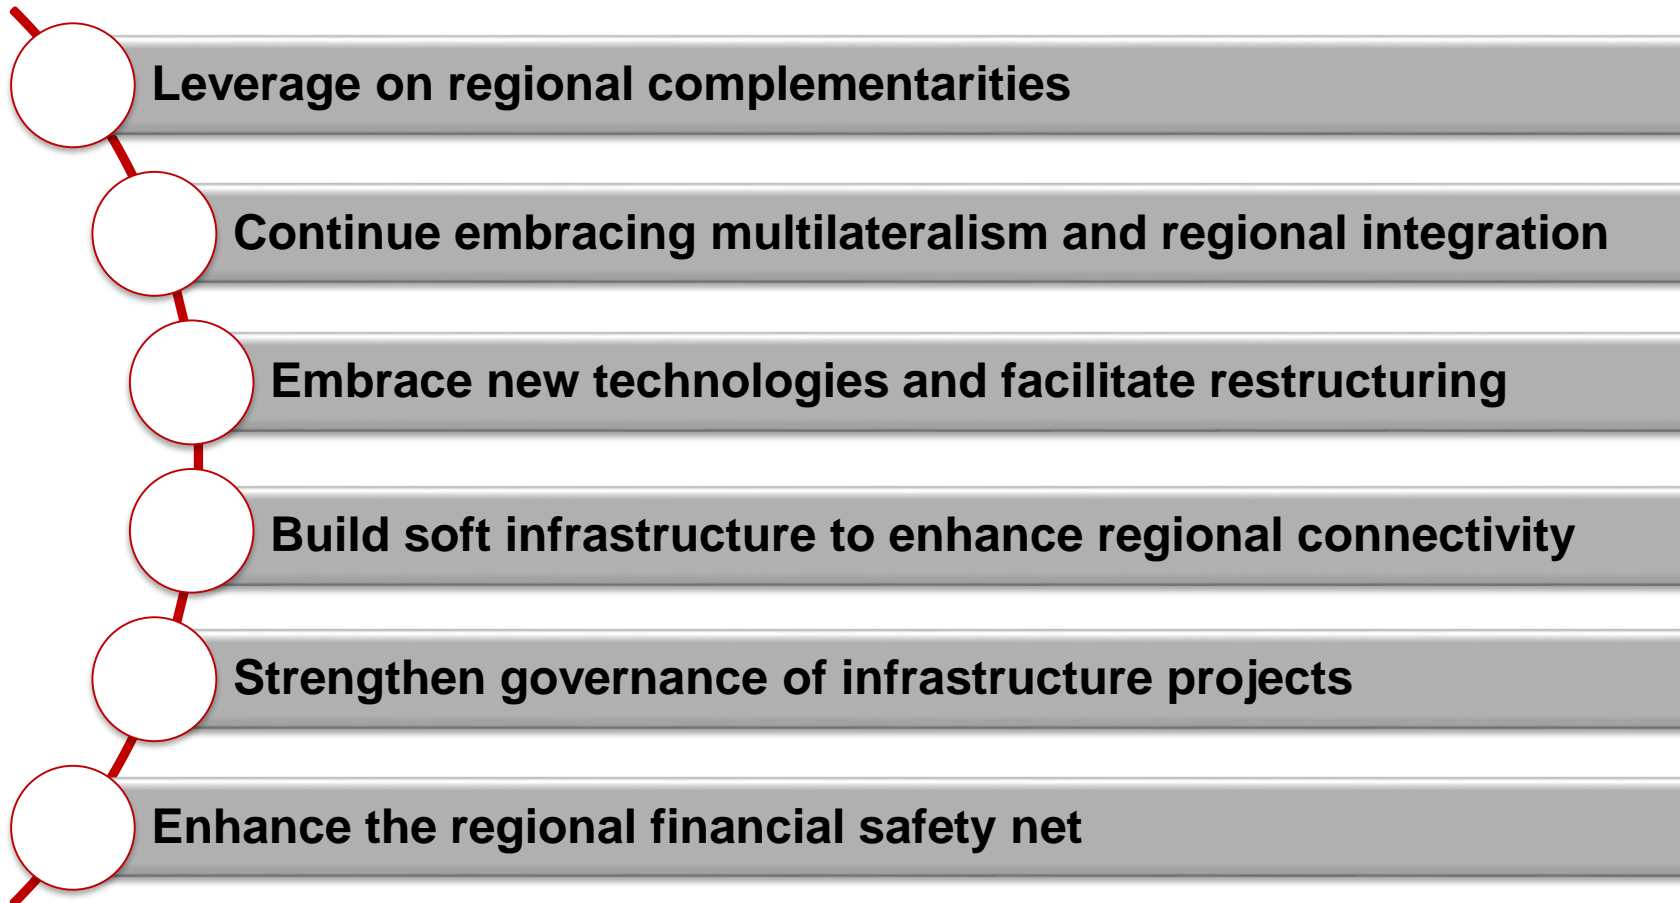 Leverage on regional complementarities
Continue embracing multilateralism and regional integration
Embrace new technologies and facilitate restructuring
Build soft infrastructure to enhance regional connectivity
Strengthen governance of infrastructure projects
Enhance the regional financial safety net